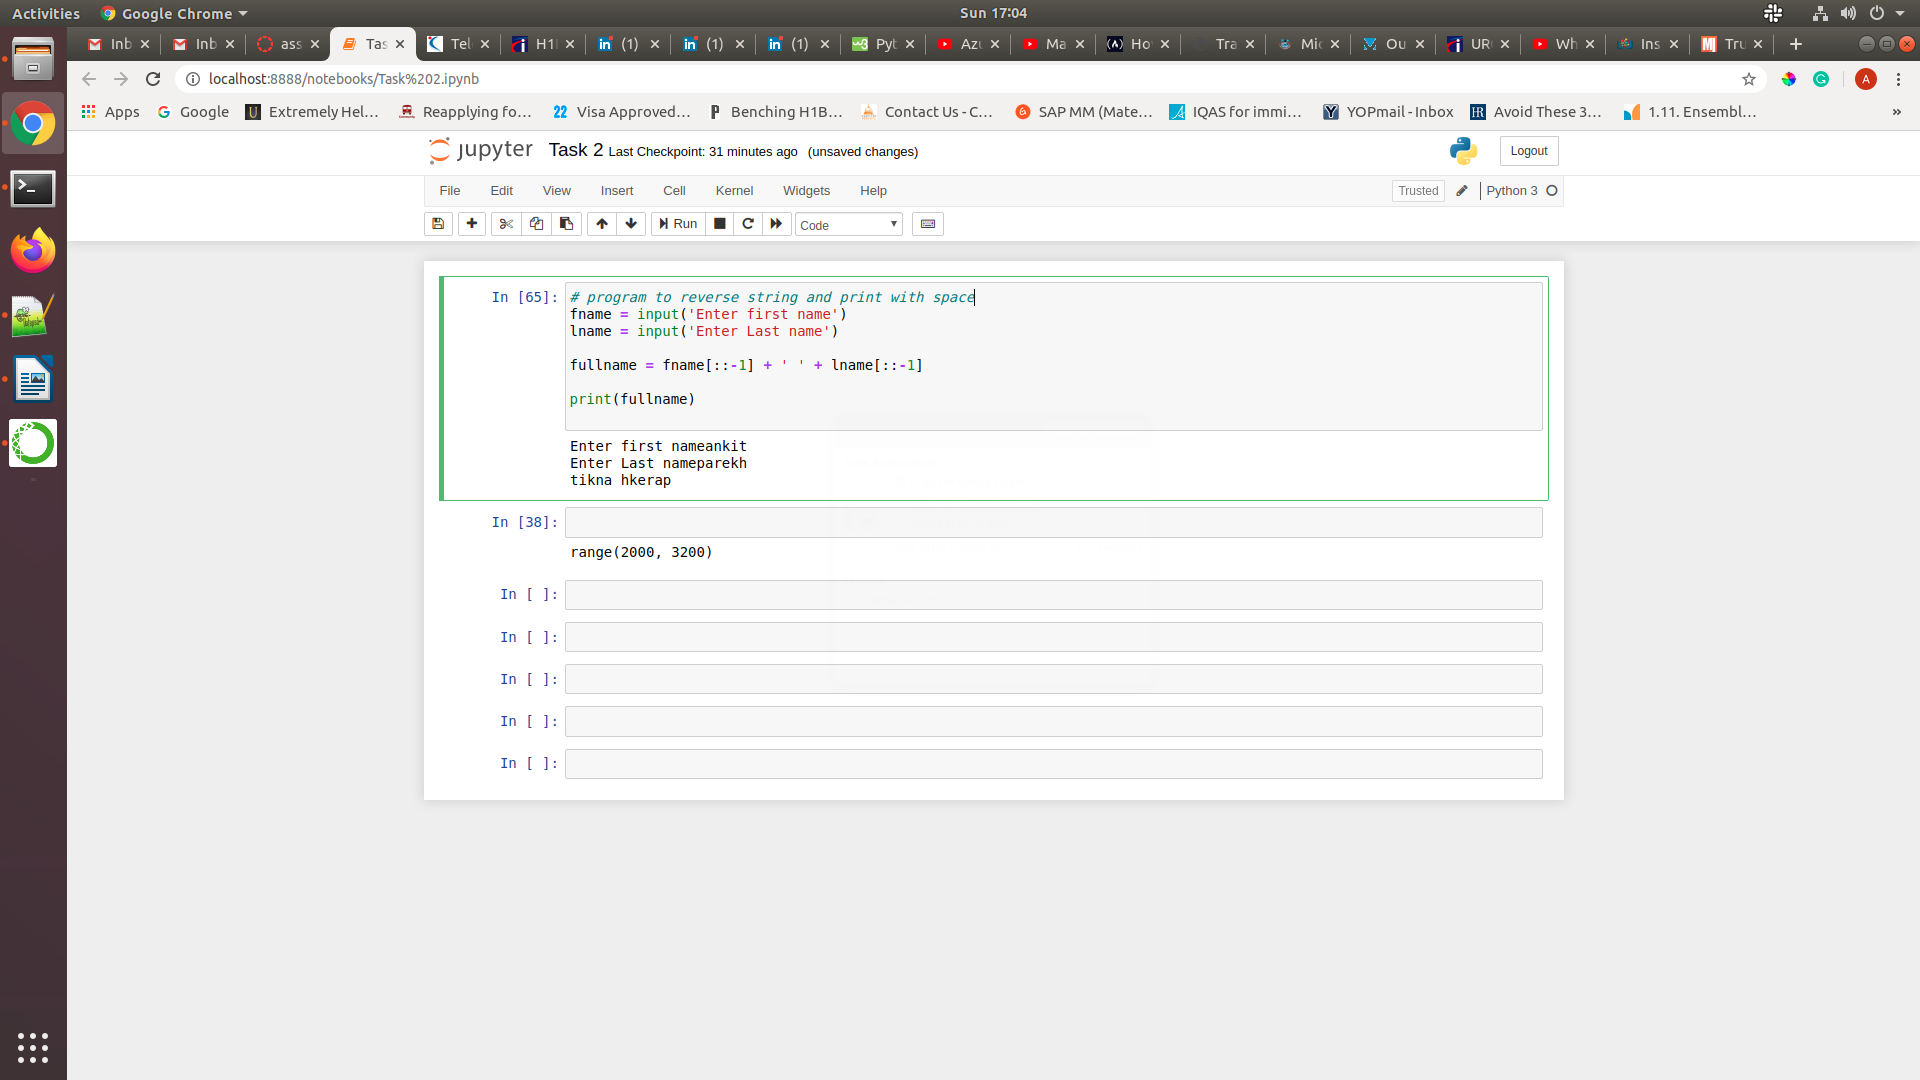 Activities Google Chrome Sun 17:04
Inb Inb ass Tas Tel H1 (1) (1) (1) Pyt Azu Ma Ho Tra Mic Ou UR Wh Ins Tru
localhost:8888/notebooks/Task%202.ipynb A
Apps Google Extremely Hel... Reapplying fo... 22 Visa Approved... Benching H1B... Contact Us - C... SAP MM (Mate... IQAS for immi... YOPmail - Inbox HR Avoid These 3... 1.11. Ensembl... »
jupyter Task 2 Last Checkpoint: 31 minutes ago (unsaved changes) Logout
File Edit View Insert Cell Kernel Widgets Help Trusted Python 3
Run Code
In [65]: # program to reverse string and print with space
fname = input('Enter first name')
lname = input('Enter Last name')
fullname = fname[::-1] + ' ' + lname[::-1]
print(fullname)
Enter first nameankit
Enter Last nameparekh
tikna hkerap
In [38]:
range(2000, 3200)
In [ ]:
In [ ]:
In [ ]:
In [ ]:
In [ ]: